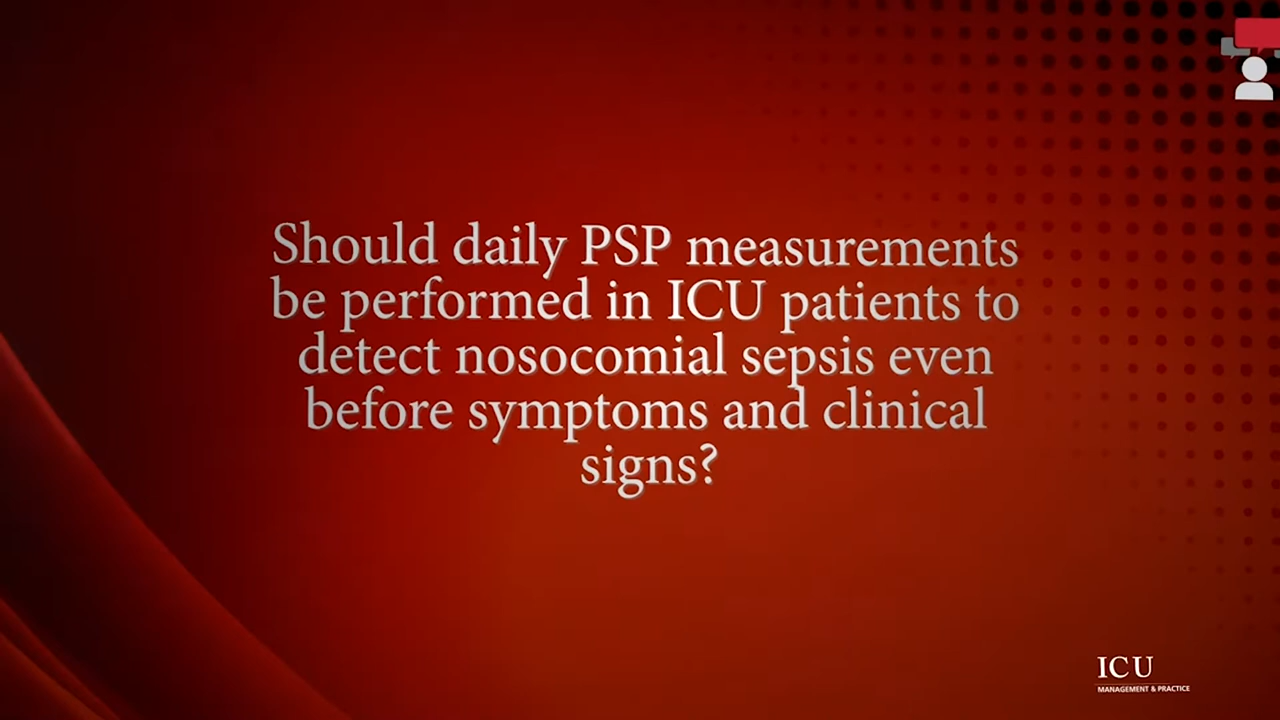 Should daily PSP measurements
be performed in ICU patients to
detect nosocomial sepsis even
before symptoms and clinical
signs?
ICU
MANAGEMENT & PRACTICE